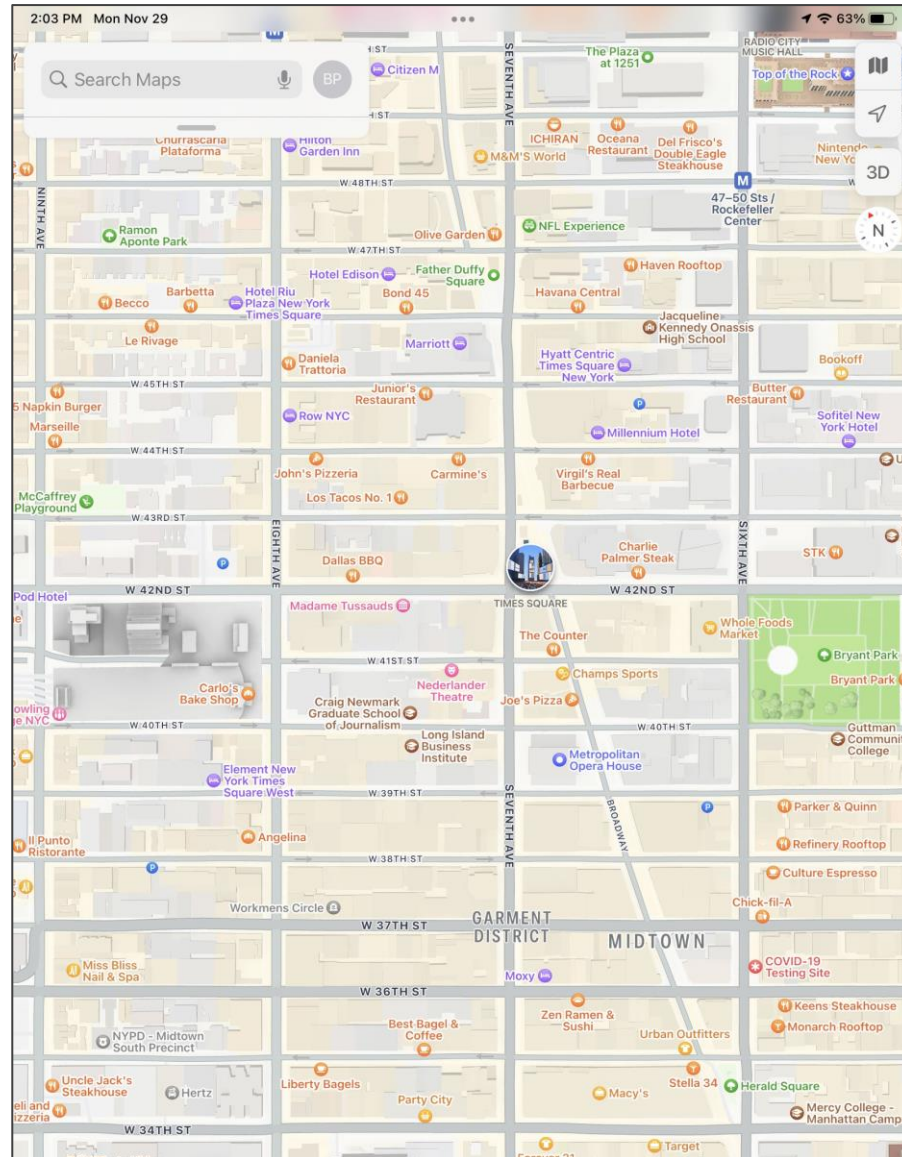 2:03 PM Mon Nov 29
63%
Search Maps
BP
3D
N
SEVENTH AVE
The Plaza
at 1251
RADIO CITY
MUSIC HALL
Citizen M
Top of the Rock
Churrascaria
Plataforma
Hilton
Garden Inn
M&M'S World
ICHIRAN
Oceana
Restaurant
Del Frisco's
Double Eagle
Steakhouse
W 48TH ST
M
47–50 Sts /
Rockefeller
Center
NINTH AVE
Ramon
Aponte Park
Olive Garden
NFL Experience
W 47TH ST
Hotel Edison
Father Duffy
Square
Haven Rooftop
Becco
Barbetta
Hotel Riu
Plaza New York
Times Square
Bond 45
Havana Central
Le Rivage
Jacqueline
Kennedy Onassis
High School
Marriott
Daniela
Trattoria
Hyatt Centric
Times Square
New York
Bookoff
W 45TH ST
5 Napkin Burger
Junior's
Restaurant
P
Butter
Restaurant
Marseille
Row NYC
Millennium Hotel
Sofitel New
York Hotel
W 44TH ST
John's Pizzeria
Carmine's
Virgil's Real
Barbecue
McCaffrey
Playground
Los Tacos No. 1
W 43RD ST
EIGHTH AVE
SIXTH AVE
P
Dallas BBQ
Charlie
Palmer Steak
STK
W 42ND ST
W 42ND ST
TIMES SQUARE
Pod Hotel
Madame Tussauds
The Counter
Whole Foods
Market
W 41ST ST
Bryant Park
Carlo's
Bake Shop
Nederlander
Theatre
Champs Sports
Bryant Park
Craig Newmark
Graduate School
of Journalism
Joe's Pizza
W 40TH ST
W 40TH ST
Long Island
Business
Institute
Metropolitan
Opera House
Guttman
College
Element New
York Times
Square West
W 39TH ST
SEVENTH AVE
BROADWAY
P
Parker & Quinn
Il Punto
Ristorante
Angelina
Refinery Rooftop
W 38TH ST
P
Culture Espresso
Workmens Circle
Chick-fil-A
W 37TH ST
GARMENT
DISTRICT
MIDTOWN
Miss Bliss
Nail & Spa
Moxy
COVID-19
Testing Site
W 36TH ST
Zen Ramen &
Sushi
Keens Steakhouse
NYPD - Midtown
South Precinct
Best Bagel &
Coffee
Urban Outfitters
Monarch Rooftop
Uncle Jack's
Steakhouse
Hertz
Liberty Bagels
Stella 34
Herald Square
Party City
Macy's
Mercy College -
Manhattan Camp
W 34TH ST
Target